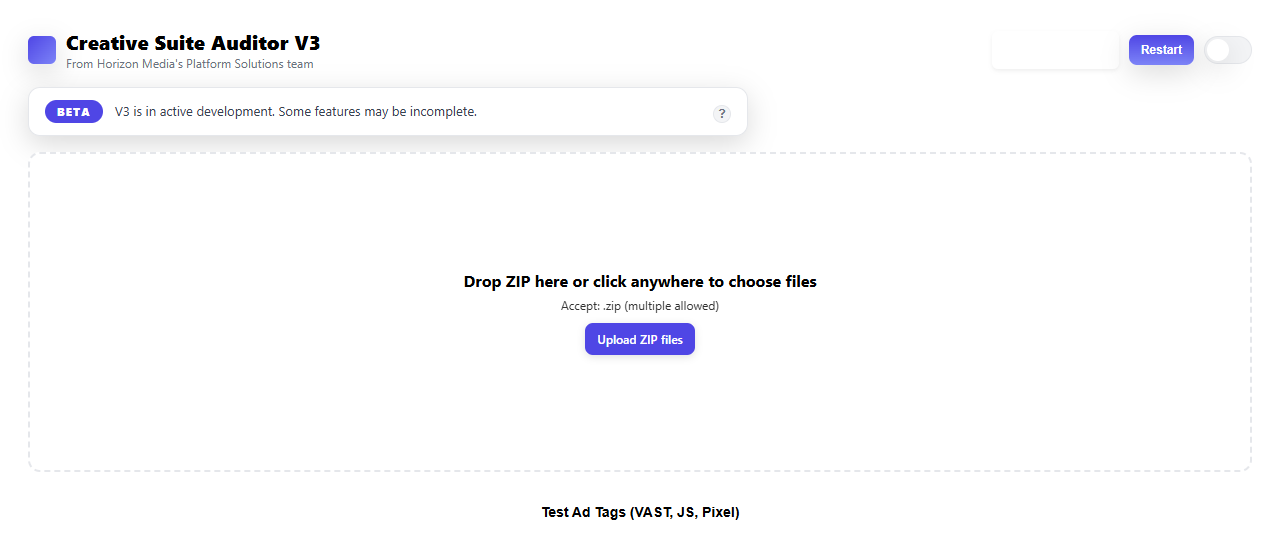 Creative Suite Auditor V3
From Horizon Media's Platform Solutions team
Restart
BETA
V3 is in active development. Some features may be incomplete.
?
Drop ZIP here or click anywhere to choose files
Accept: .zip (multiple allowed)
Upload ZIP files
Test Ad Tags (VAST, JS, Pixel)